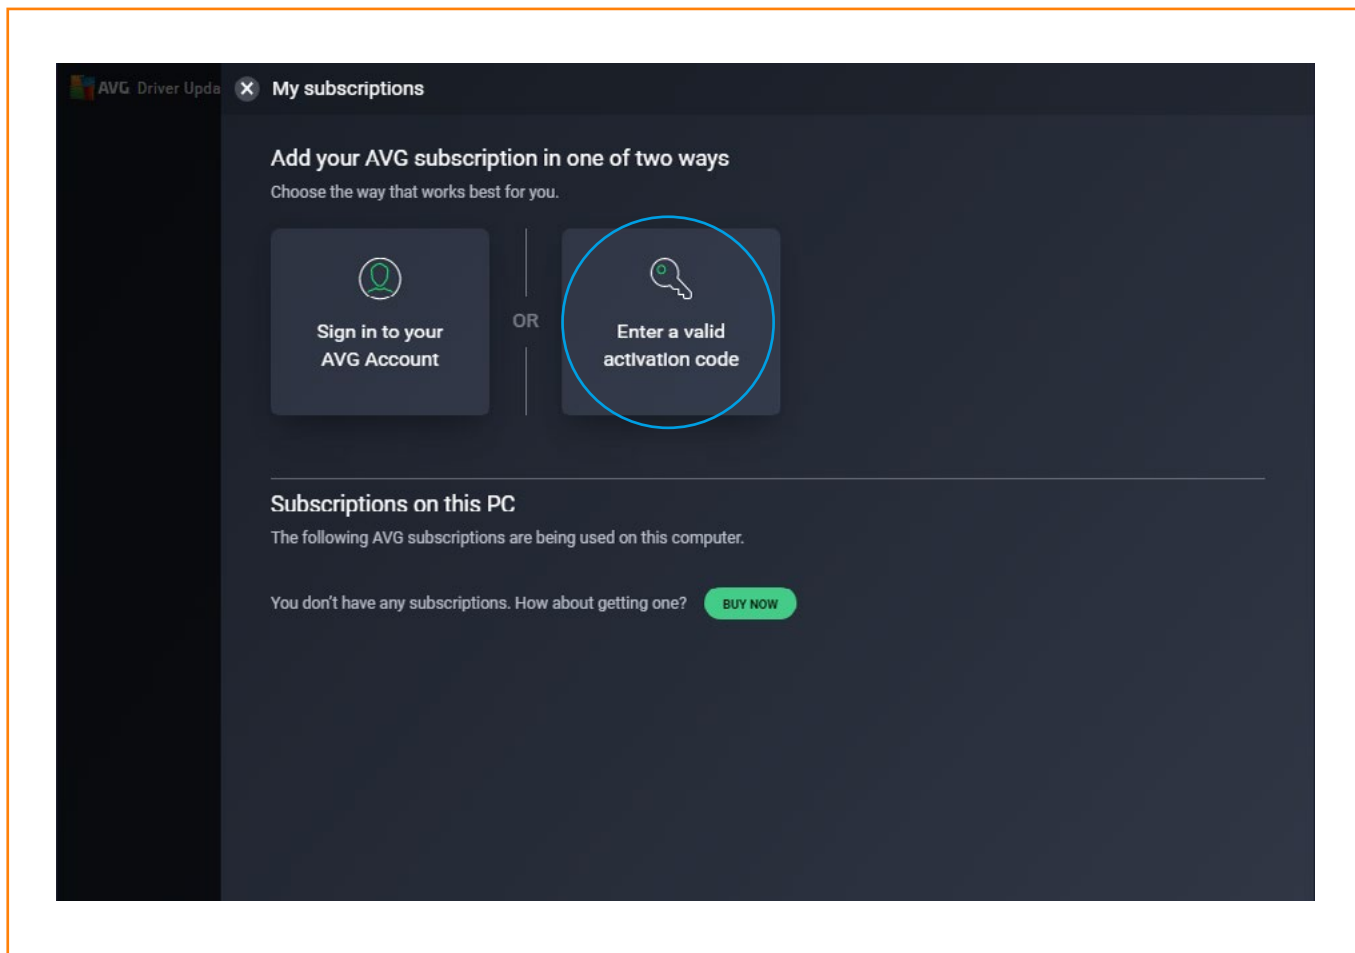 AVG Driver Upda
My subscriptions
Add your AVG subscription in one of two ways
Choose the way that works best for you.
Sign in to your
AVG Account
OR
Enter a valid
activation code
Subscriptions on this PC
The following AVG subscriptions are being used on this computer.
You don't have any subscriptions. How about getting one? BUY NOW